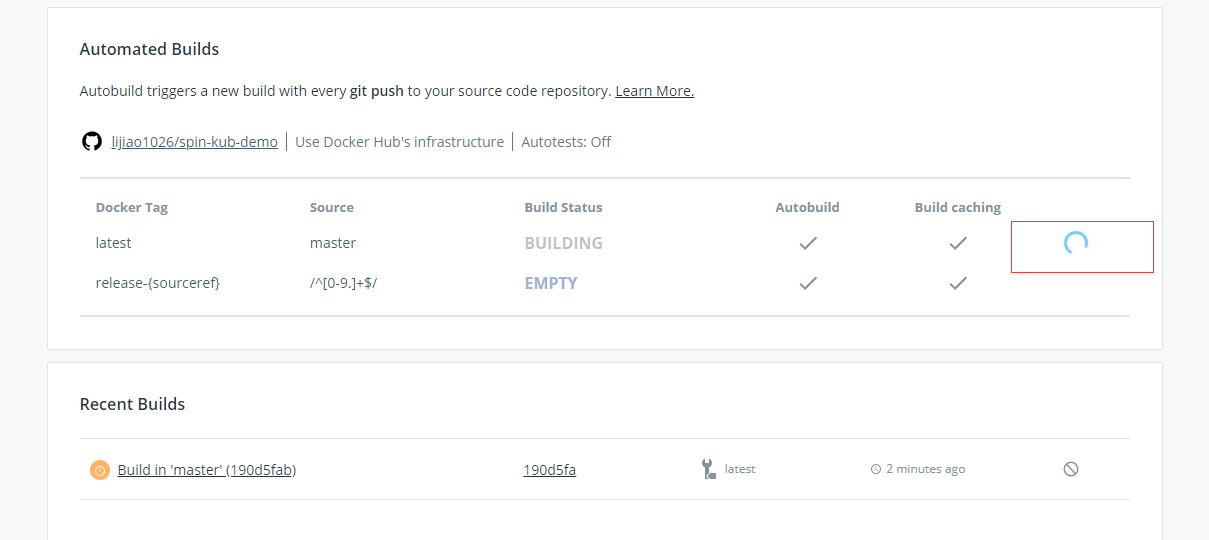 Automated Builds
Autobuild triggers a new build with every git push to your source code repository. Learn More.
lijiao1026/spin-kub-demo Use Docker Hub's infrastructure Autotests: Off
Docker Tag Source Build Status Autobuild Build caching
latest master BUILDING
release-{sourceref} /^[0-9.]+$/ EMPTY
Recent Builds
Build in 'master' (190d5fab) 190d5fa latest 2 minutes ago